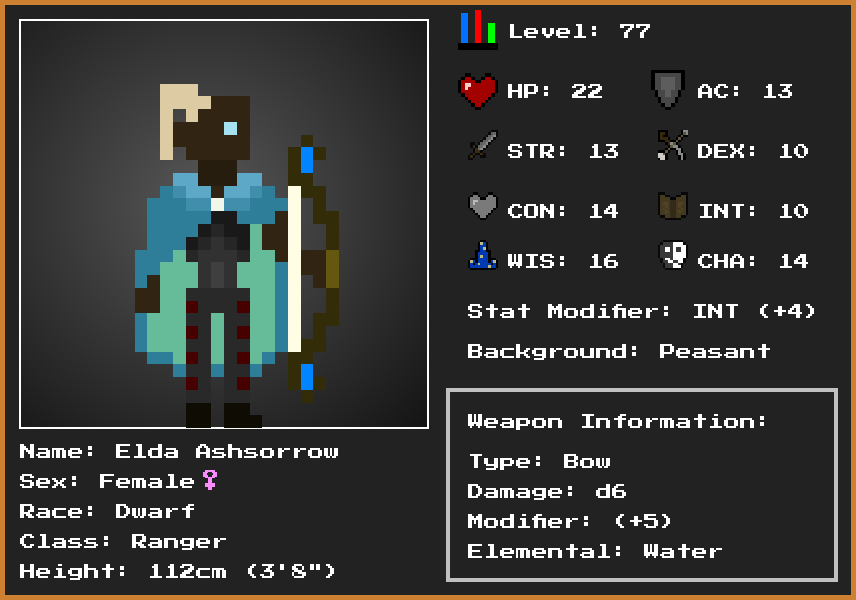 Level: 77
HP: 22 AC: 13
STR: 13 DEX: 10
CON: 14 INT: 10
WIS: 16 CHA: 14
Stat Modifier: INT (+4)
Background: Peasant
Weapon Information:
Type: Bow
Damage: d6
Modifier: (+5)
Elemental: Water
Name: Elda Ashsorrow
Sex: Female♀
Race: Dwarf
Class: Ranger
Height: 112cm (3'8")